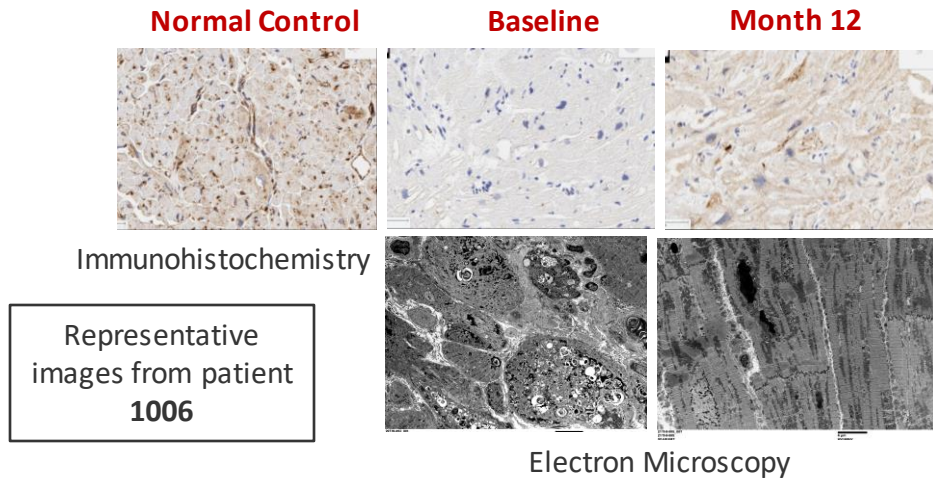 Normal Control
Baseline
Month 12
Immunohistochemistry
Representative
images from patient
1006
Electron Microscopy